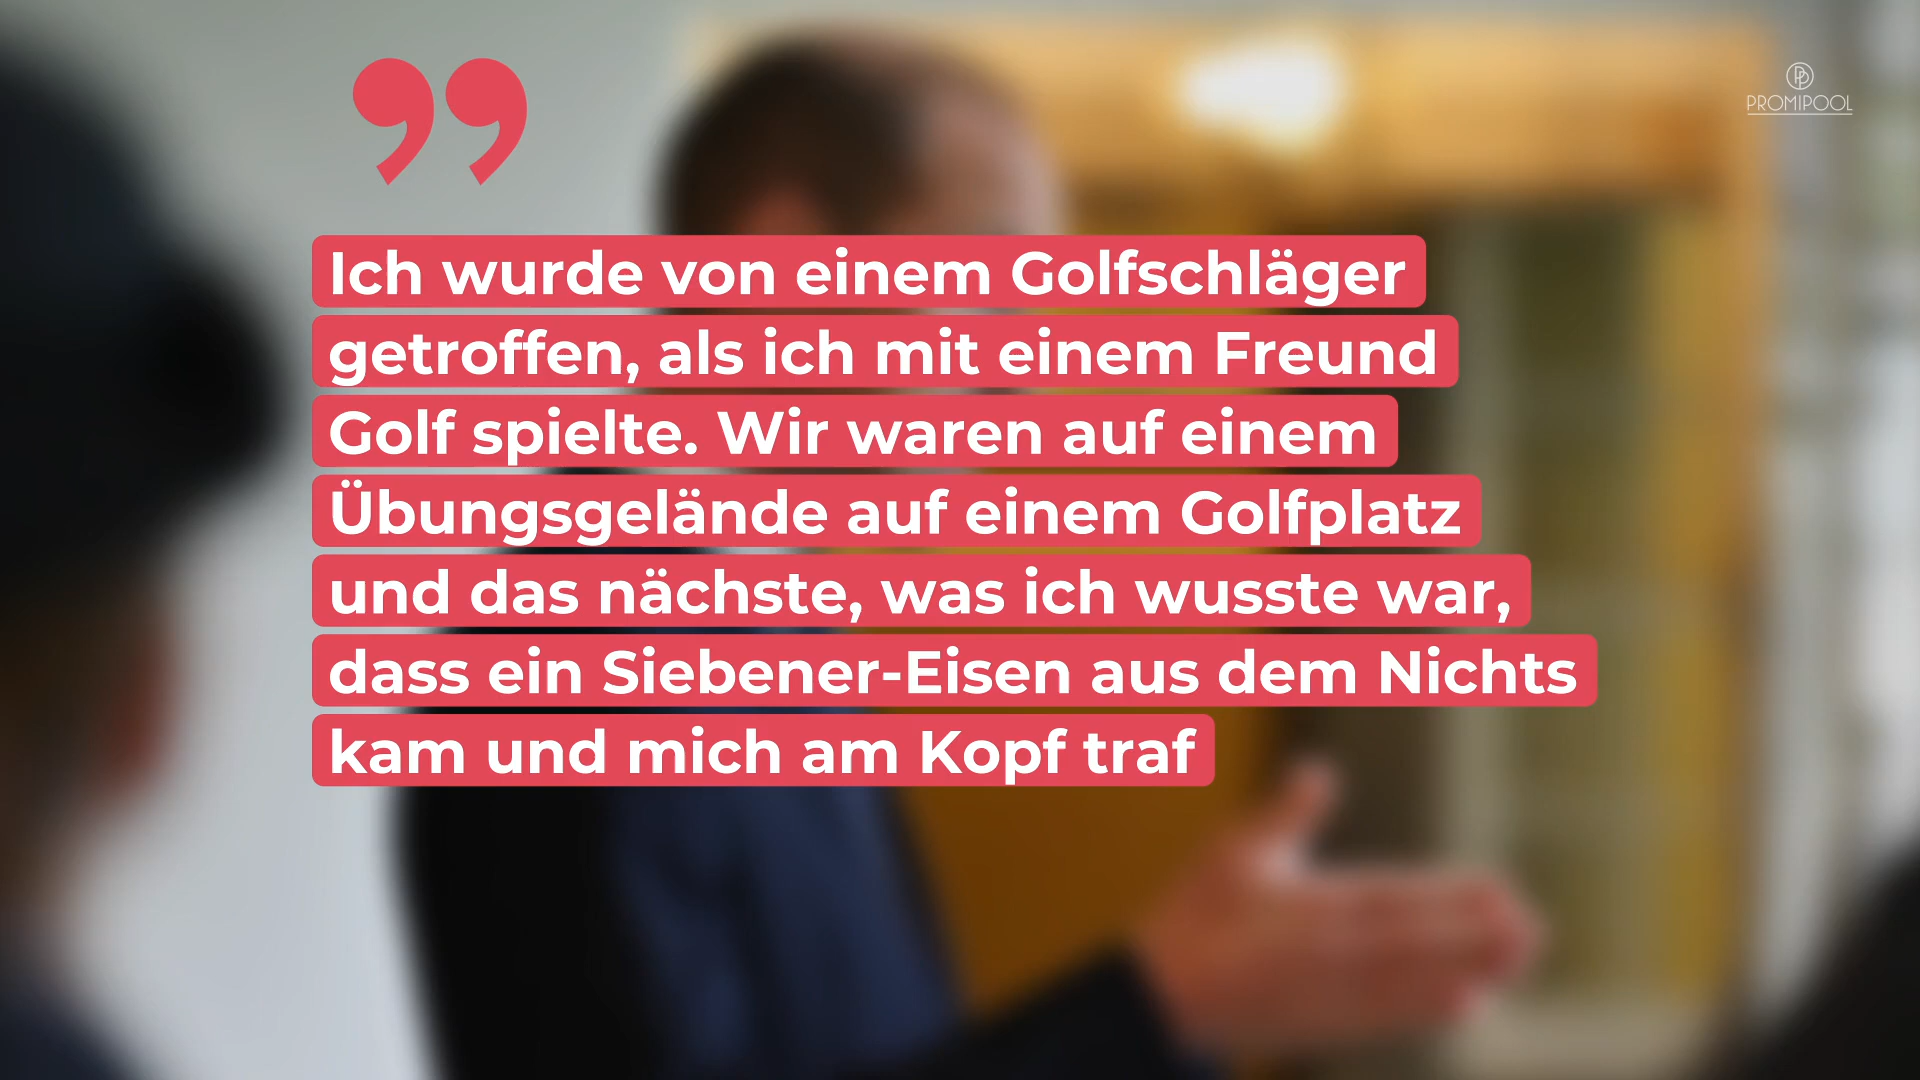 PROMIPOOL
Ich wurde von einem Golfschläger
getroffen, als ich mit einem Freund
Golf spielte. Wir waren auf einem
Übungsgelände auf einem Golfplatz
und das nächste, was ich wusste war,
dass ein Siebener-Eisen aus dem Nichts
kam und mich am Kopf traf